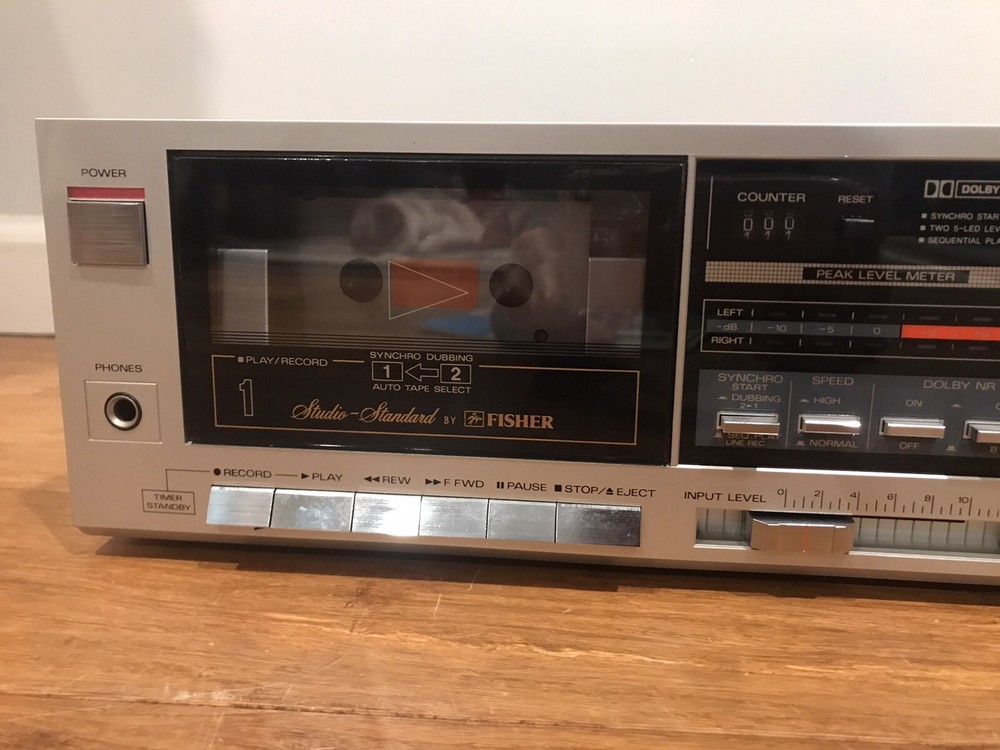 POWER
PHONES
■PLAY/RECORD
SYNCHRO DUBBING
1 ← 2
AUTO TAPE SELECT
1
Studio-Standard BY FISHER
● RECORD
▶ PLAY
◀◀ REW
▶▶ F FWD
⏸ PAUSE
■ STOP/⏏ EJECT
TIMER
STANDBY
COUNTER
RESET
000
DOLBY
■ SYNCHRO
■ TWO 5-LED
■ SEQUENTIAL
PEAK LEVEL METER
LEFT
-dB -10 -5 0
RIGHT
SYNCHRO
START
DUBBING
2▸1
SEQ. PLAY
LINE REC
SPEED
HIGH
NORMAL
DOLBY NR
ON
OFF
B
INPUT LEVEL 0 2 4 6 8 10